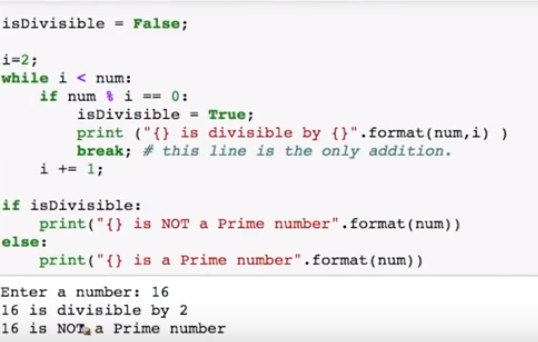 isDivisible = False;
i=2;
while i < num:
    if num % i == 0:
        isDivisible = True;
        print ("{} is divisible by {}".format(num,i) )
        break; # this line is the only addition.
    i += 1;
if isDivisible:
    print("{} is NOT a Prime number".format(num))
else:
    print("{} is a Prime number".format(num))
Enter a number: 16
16 is divisible by 2
16 is NOT a Prime number